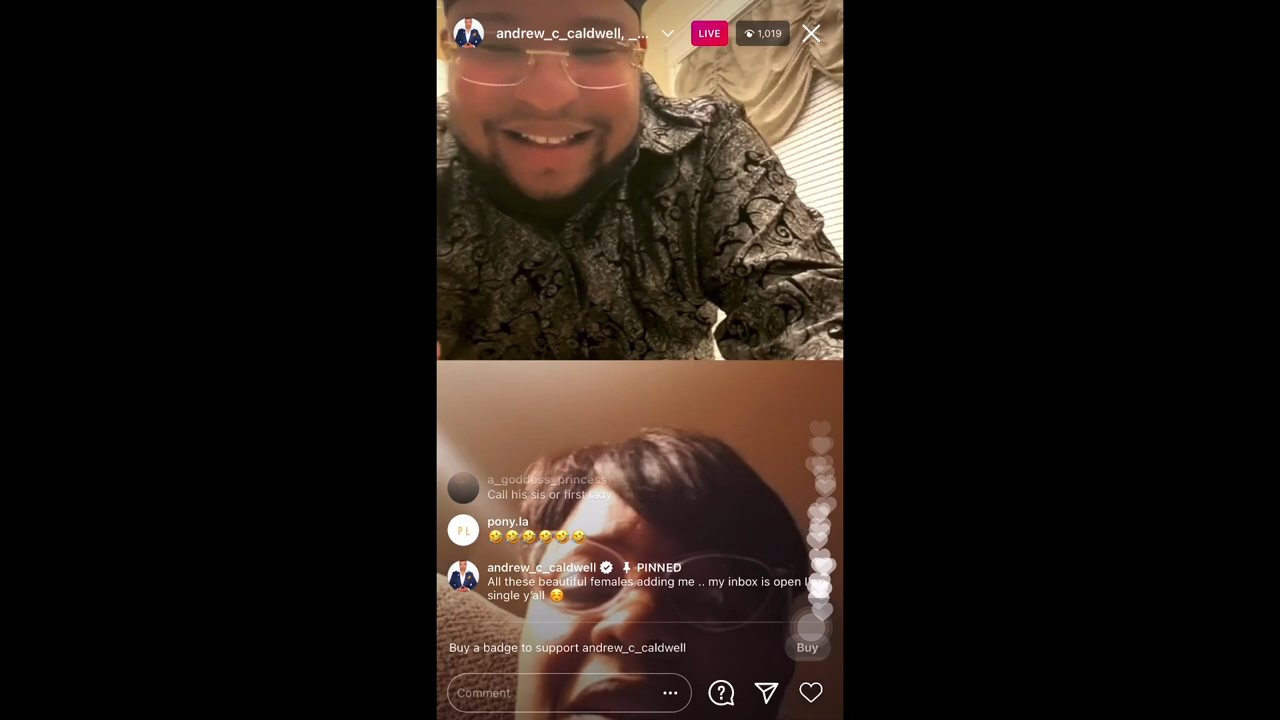 andrew_c_caldwell, _...
LIVE
1,019
a_goddess_princess
Call his sis or first lady
PL
pony.la
🤣🤣🤣🤣🤣🤣
andrew_c_caldwell PINNED
All these beautiful females adding me .. my inbox is open
single y'all ☺️
Buy a badge to support andrew_c_caldwell
Buy
Comment